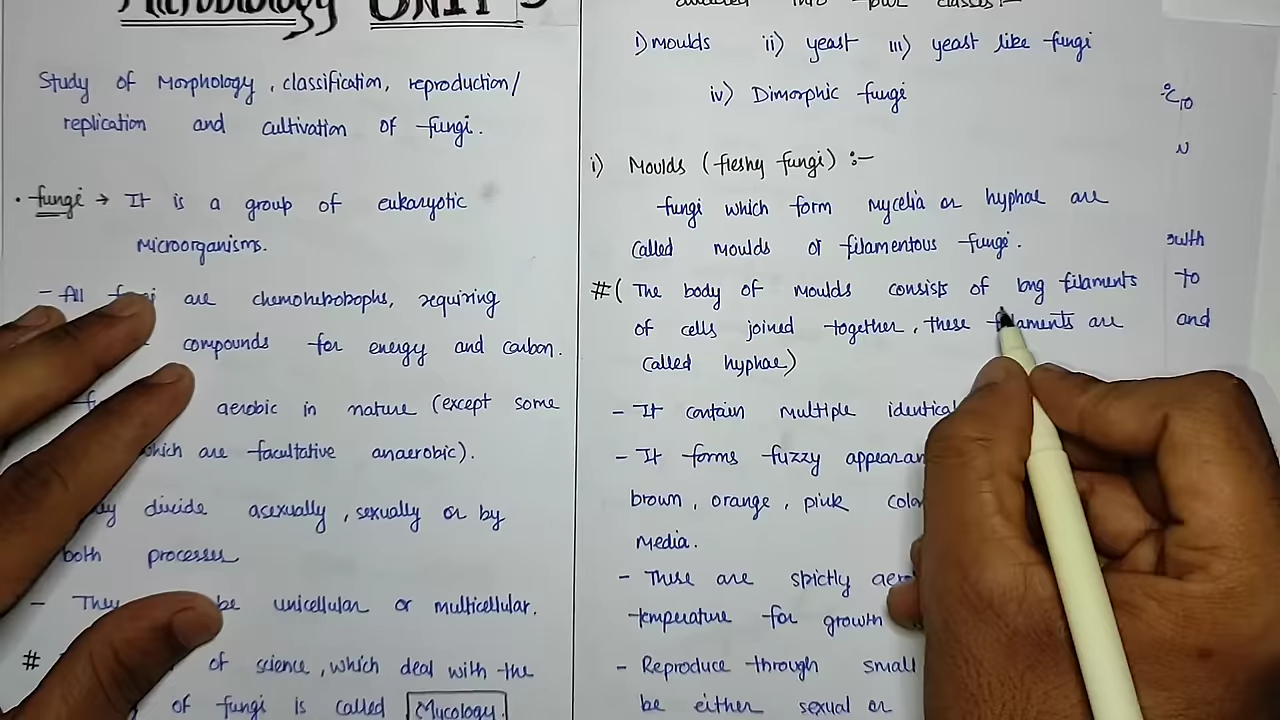 Microbiology UNIT 3
Study of Morphology, classification, reproduction/
replication and cultivation of fungi.
• fungi → It is a group of eukaryotic
Microorganisms.
- All fungi are chemoheterotrophs, requiring
compounds for energy and carbon.
aerobic in nature (except some
which are facultative anaerobic).
divide asexually, sexually or by
both processes
- They be unicellular or multicellular.
# of science, which deal with the
of fungi is called Mycology.
into four classes:-
i) moulds ii) yeast iii) yeast like fungi
iv) Dimorphic fungi
i) Moulds (fleshy fungi) :-
fungi which form Mycelia or hyphae are
called moulds or filamentous fungi.
#( The body of Moulds consists of long filaments
of cells joined together, these filaments are
called hyphae)
- It contain multiple identical
- It forms fuzzy
brown, orange, pink
Media.
- These are strictly
temperature for growth
- Reproduce through small
be either sexual or
°C
to
and